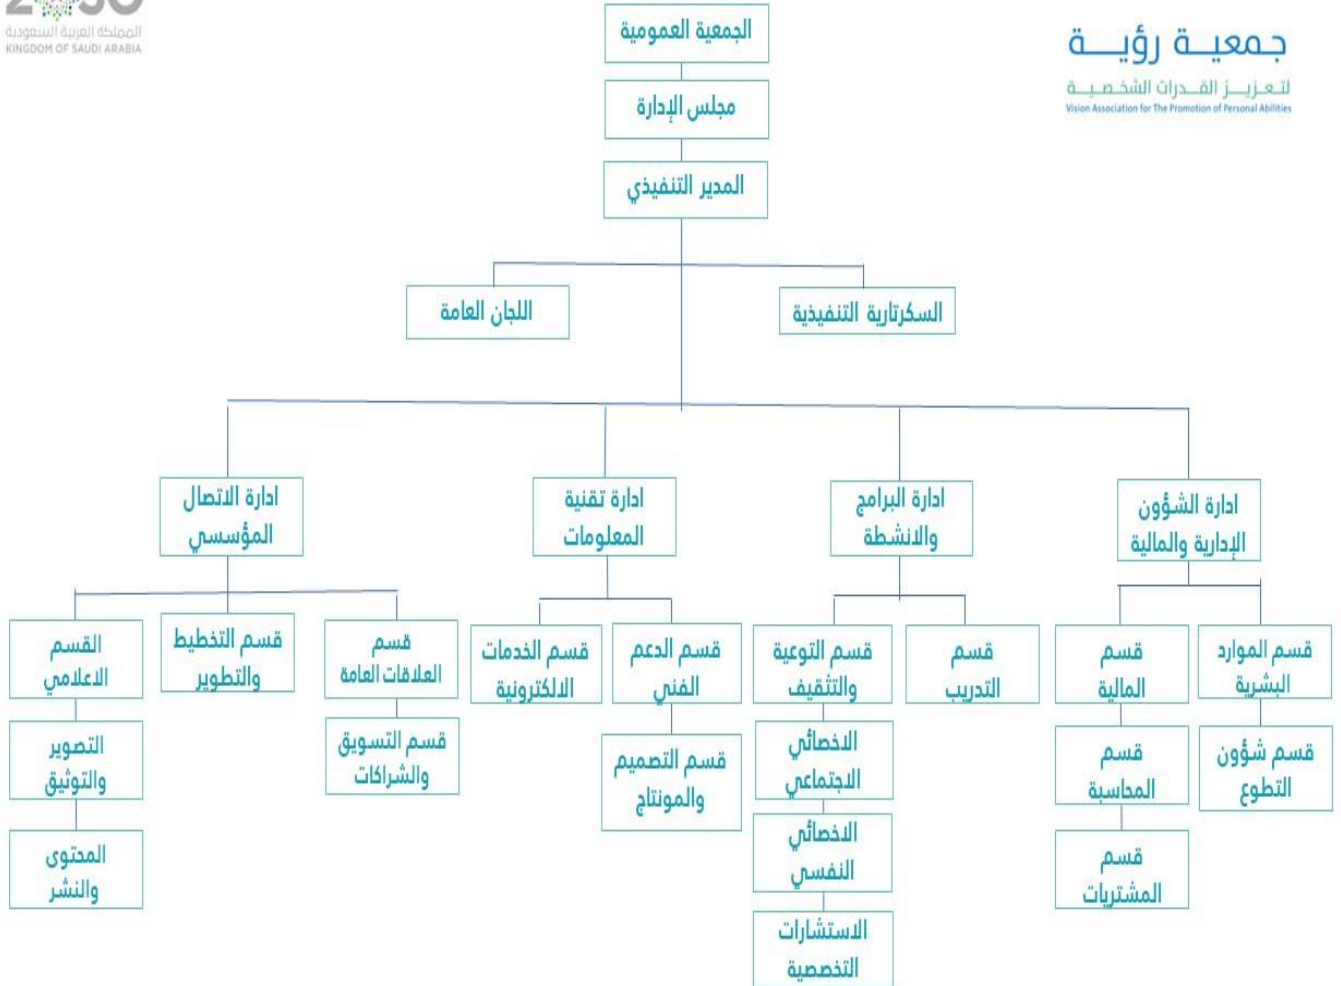 2030
المملكة العربية السعودية
KINGDOM OF SAUDI ARABIA
جمعية رؤية
لتعزيز القدرات الشخصية
Vision Association for The Promotion of Personal Abilities
الجمعية العمومية
مجلس الإدارة
المدير التنفيذي
السكرتارية التنفيذية
اللجان العامة
ادارة الشؤون
الإدارية والمالية
ادارة البرامج
والانشطة
ادارة تقنية
المعلومات
ادارة الاتصال
المؤسسي
قسم الموارد
البشرية
قسم شؤون
التطوع
قسم
المالية
قسم
المحاسبة
قسم
المشتريات
قسم
التدريب
قسم التوعية
والتثقيف
الاخصائي
الاجتماعي
الاخصائي
النفسي
الاستشارات
التخصصية
قسم الدعم
الفني
قسم التصميم
والمونتاج
قسم الخدمات
الالكترونية
قسم
العلاقات العامة
قسم التسويق
والشراكات
قسم التخطيط
والتطوير
القسم
الاعلامي
التصوير
والتوثيق
المحتوى
والنشر